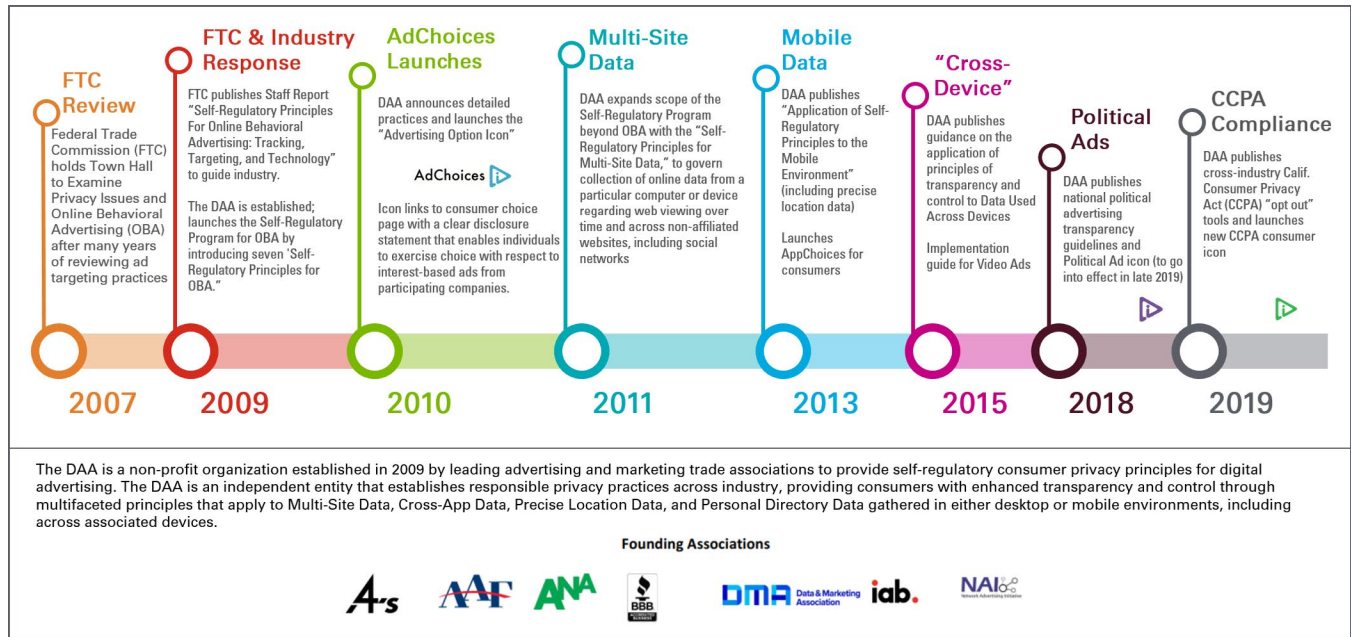 FTC
Review
Federal Trade
Commission (FTC)
holds Town Hall
to Examine
Privacy Issues and
Online Behavioral
Advertising (OBA)
after many years
of reviewing ad
targeting practices
2007
FTC & Industry
Response
FTC publishes Staff Report
“Self-Regulatory Principles
For Online Behavioral
Advertising: Tracking,
Targeting, and Technology”
to guide industry.
The DAA is established;
launches the Self-Regulatory
Program for OBA by
introducing seven 'Self-
Regulatory Principles for
OBA.”
2009
AdChoices
Launches
DAA announces detailed
practices and launches the
“Advertising Option Icon”
AdChoices
Icon links to consumer choice
page with a clear disclosure
statement that enables individuals
to exercise choice with respect to
interest-based ads from
participating companies.
2010
Multi-Site
Data
DAA expands scope of the
Self-Regulatory Program
beyond OBA with the “Self-
Regulatory Principles for
Multi-Site Data,” to govern
collection of online data from a
particular computer or device
regarding web viewing over
time and across non-affiliated
websites, including social
networks
2011
Mobile
Data
DAA publishes
“Application of Self-
Regulatory
Principles to the
Mobile
Environment”
(including precise
location data)
Launches
AppChoices for
consumers
2013
“Cross-
Device”
DAA publishes
guidance on the
application of
principles of
transparency and
control to Data Used
Across Devices
Implementation
guide for Video Ads
2015
Political
Ads
DAA publishes
national political
advertising
transparency
guidelines and
Political Ad icon (to go
into effect in late 2019)
2018
CCPA
Compliance
DAA publishes
cross-industry Calif.
Consumer Privacy
Act (CCPA) “opt out”
tools and launches
new CCPA consumer
icon
2019
The DAA is a non-profit organization established in 2009 by leading advertising and marketing trade associations to provide self-regulatory consumer privacy principles for digital
advertising. The DAA is an independent entity that establishes responsible privacy practices across industry, providing consumers with enhanced transparency and control through
multifaceted principles that apply to Multi-Site Data, Cross-App Data, Precise Location Data, and Personal Directory Data gathered in either desktop or mobile environments, including
across associated devices.
Founding Associations
4A's
AAF
ANA
BBB
ACCREDITED
BUSINESS
DMA Data & Marketing
Association
iab.
NAI
Network Advertising Initiative